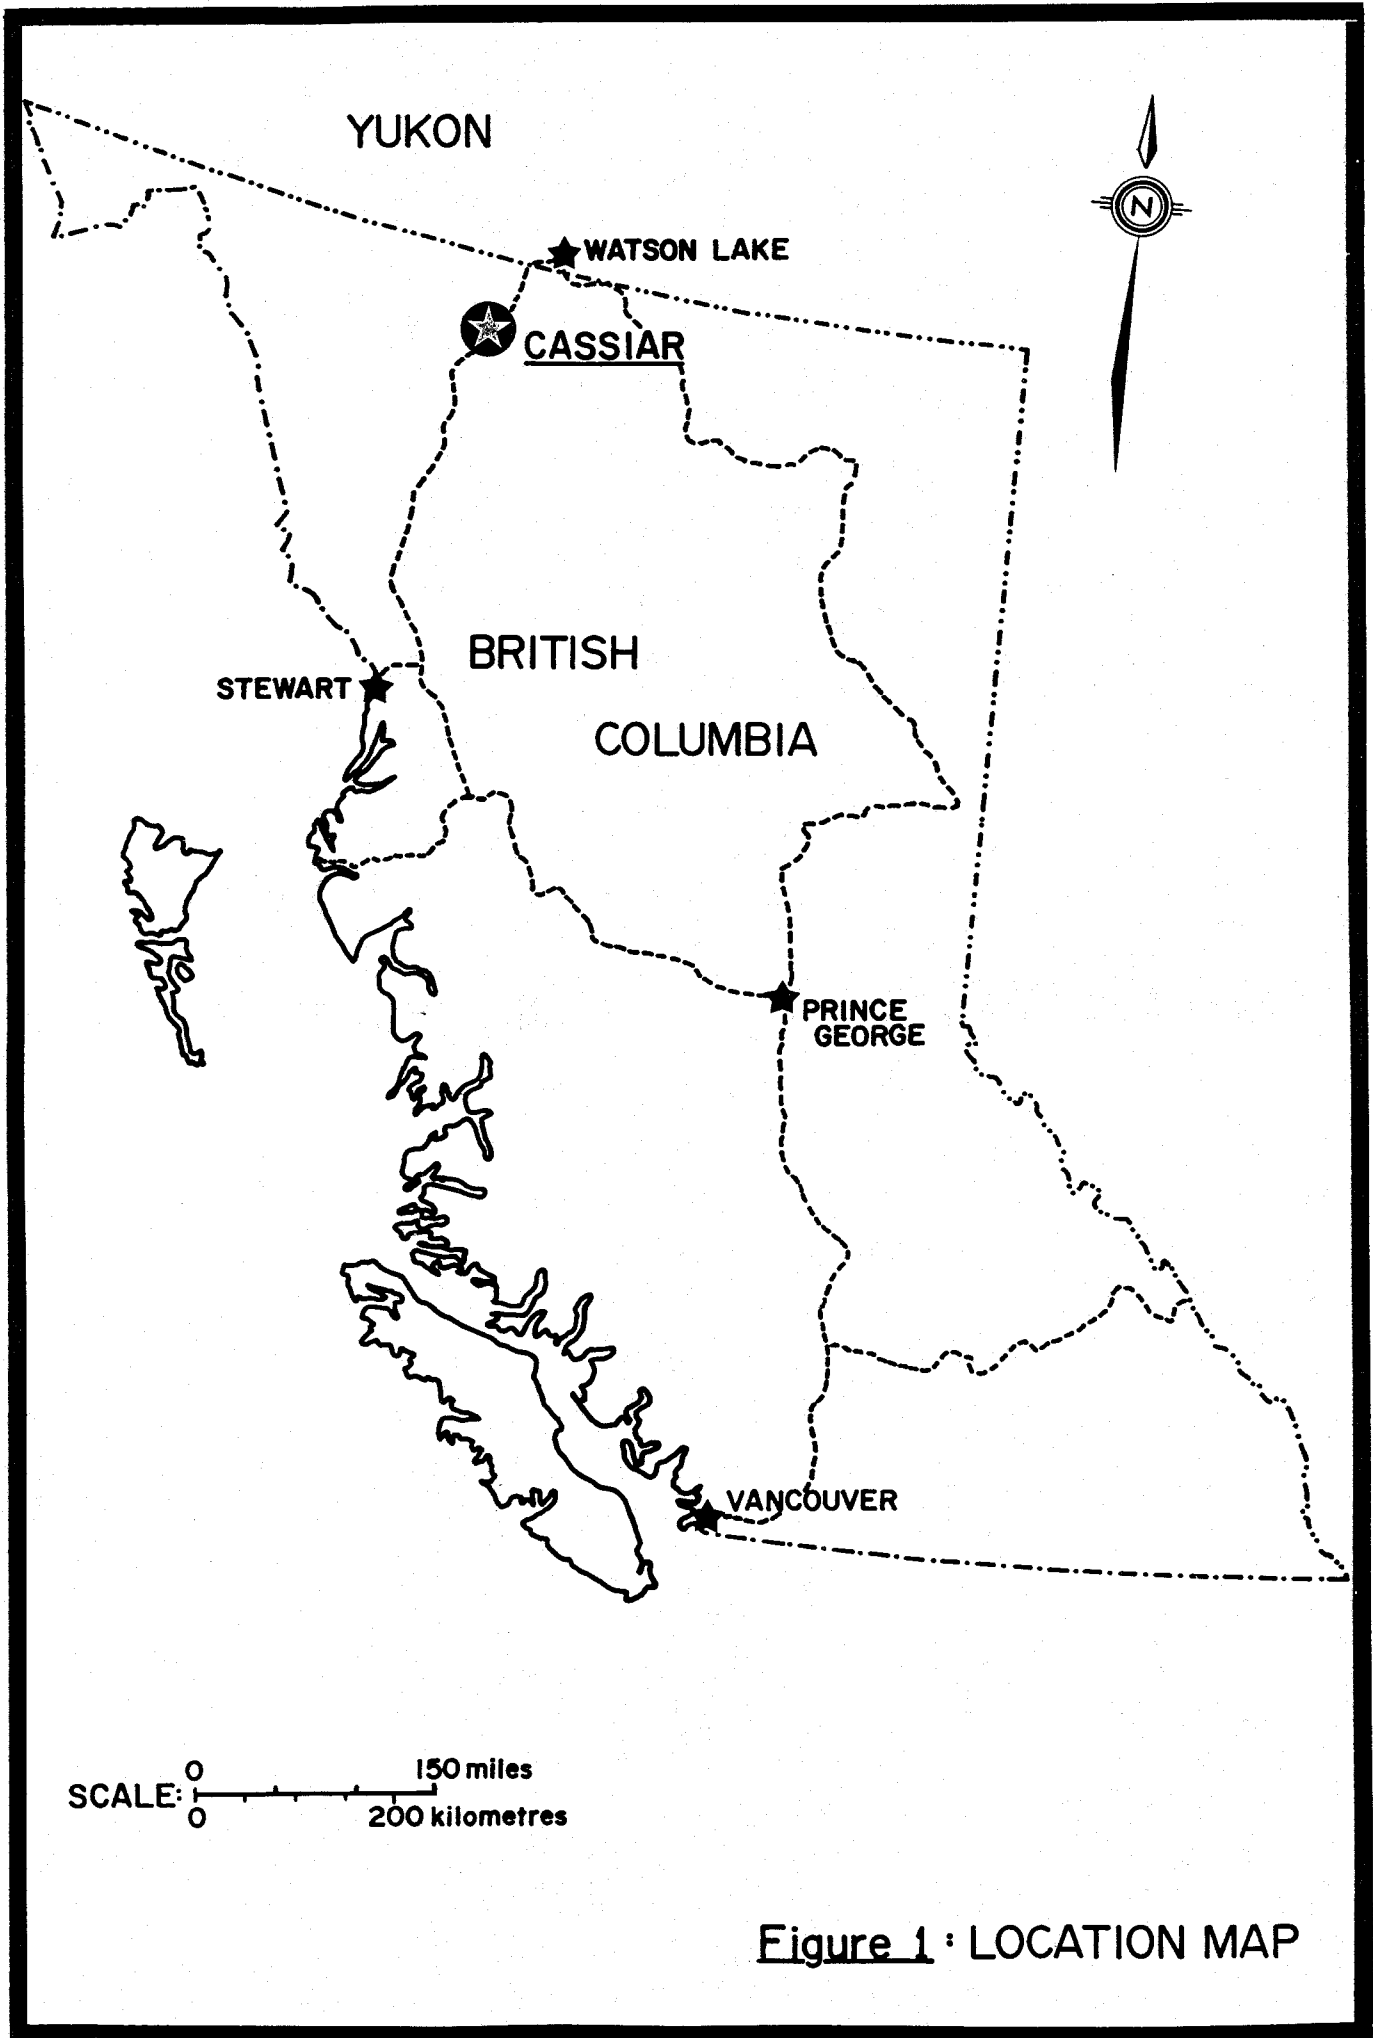 YUKON
N
WATSON LAKE
CASSIAR
BRITISH
STEWART
COLUMBIA
PRINCE
GEORGE
VANCOUVER
0 150 miles
SCALE:
0 200 kilometres
Figure 1 : LOCATION MAP